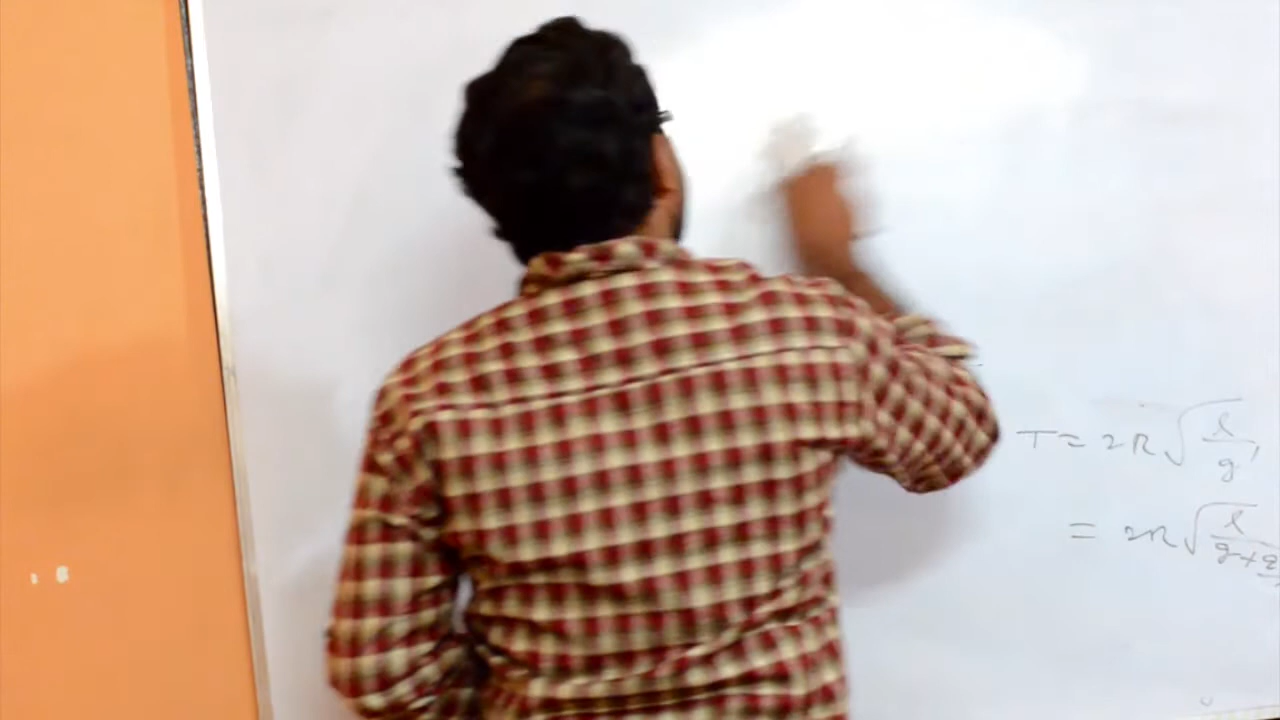 T = 2π√(l/g')
= 2π√(l/g+